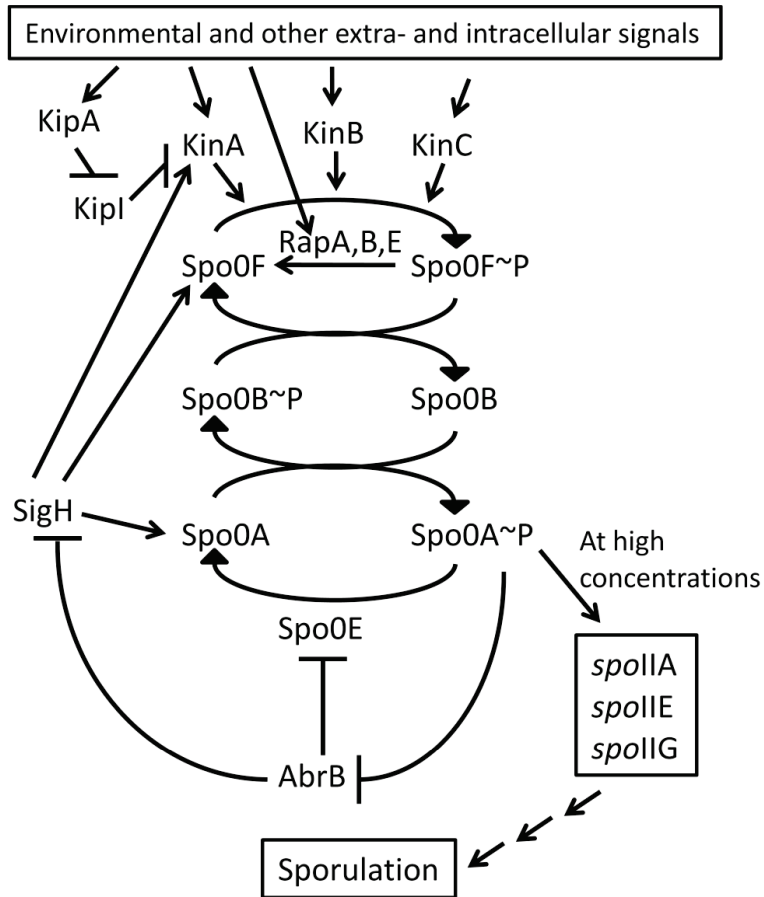 Environmental and other extra- and intracellular signals
KipA
KinA
KinB
KinC
KipI
RapA,B,E
Spo0F
Spo0F~P
Spo0B~P
Spo0B
SigH
Spo0A
Spo0A~P
At high
concentrations
Spo0E
spoIIA
spoIIE
spoIIG
AbrB
Sporulation